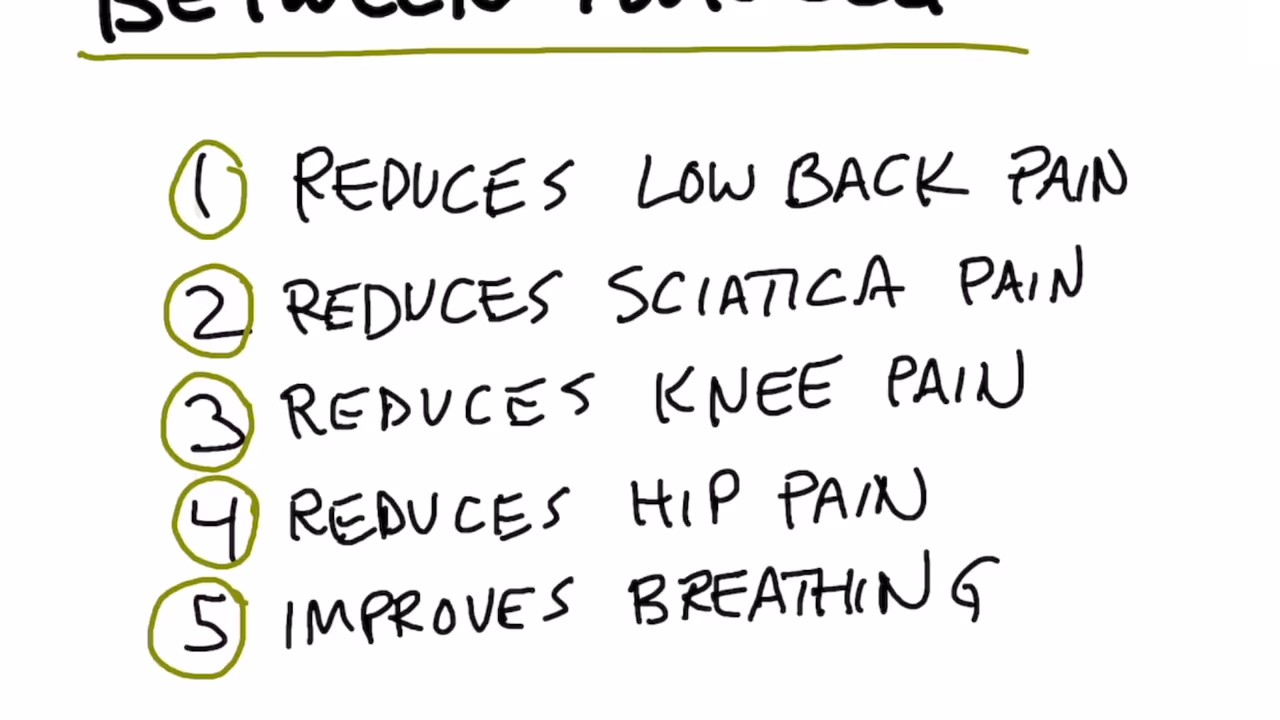 BETWEEN
1 REDUCES LOW BACK PAIN
2 REDUCES SCIATICA PAIN
3 REDUCES KNEE PAIN
4 REDUCES HIP PAIN
5 IMPROVES BREATHING